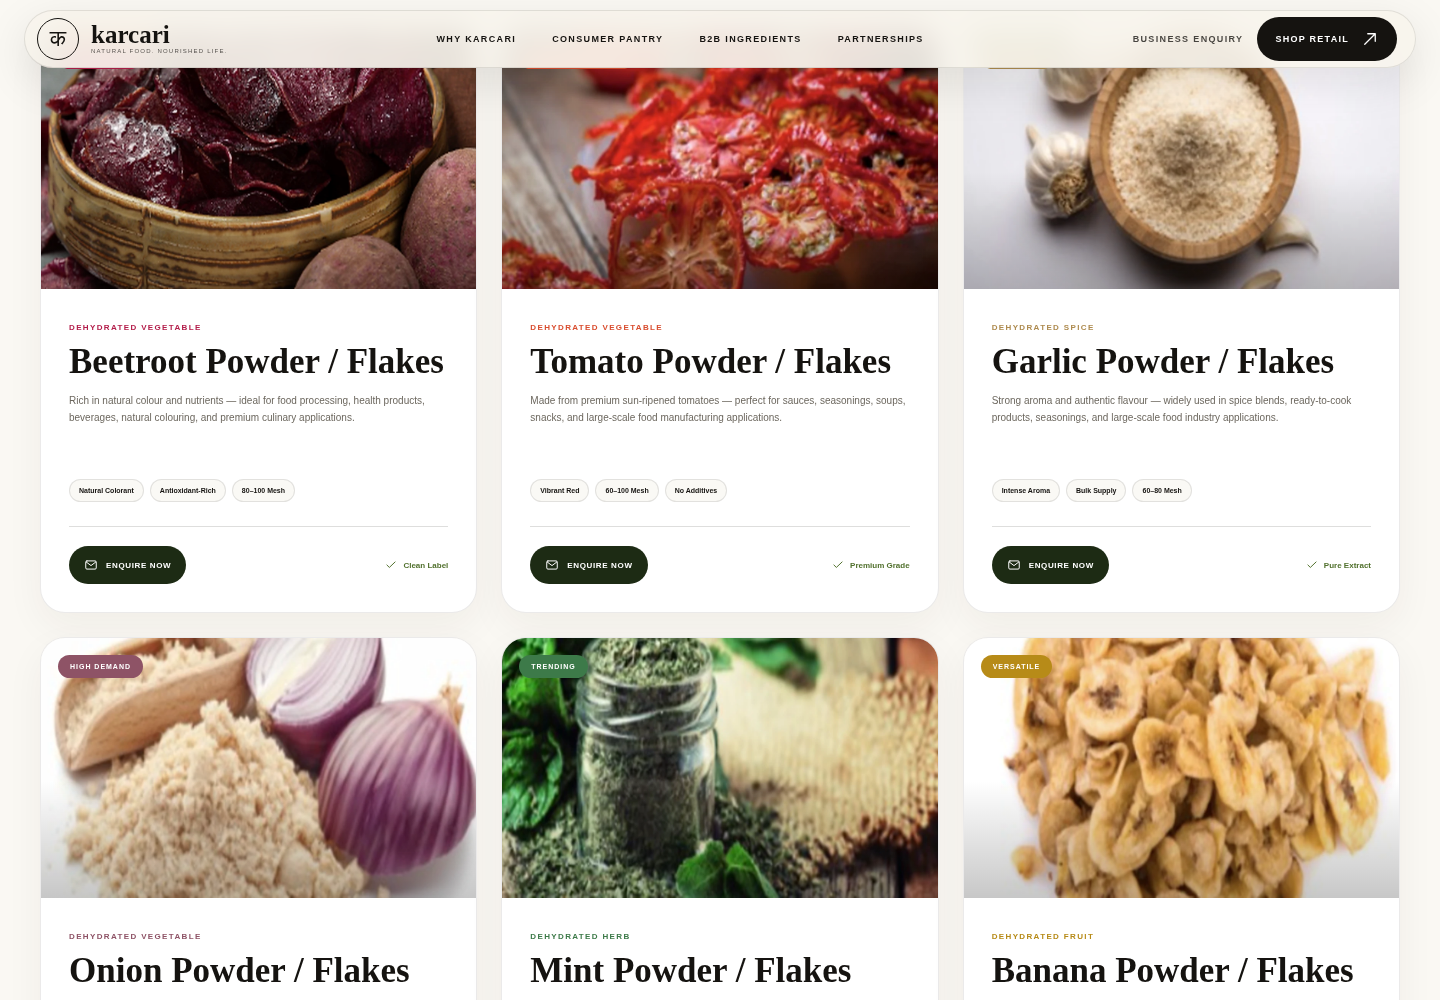 क
karcari
NATURAL FOOD. NOURISHED LIFE.
WHY KARCARI
CONSUMER PANTRY
B2B INGREDIENTS
PARTNERSHIPS
BUSINESS ENQUIRY
SHOP RETAIL
DEHYDRATED VEGETABLE
Beetroot Powder / Flakes
Rich in natural colour and nutrients — ideal for food processing, health products,
beverages, natural colouring, and premium culinary applications.
Natural Colorant
Antioxidant-Rich
80–100 Mesh
ENQUIRE NOW
Clean Label
DEHYDRATED VEGETABLE
Tomato Powder / Flakes
Made from premium sun-ripened tomatoes — perfect for sauces, seasonings, soups,
snacks, and large-scale food manufacturing applications.
Vibrant Red
60–100 Mesh
No Additives
ENQUIRE NOW
Premium Grade
DEHYDRATED SPICE
Garlic Powder / Flakes
Strong aroma and authentic flavour — widely used in spice blends, ready-to-cook
products, seasonings, and large-scale food industry applications.
Intense Aroma
Bulk Supply
60–80 Mesh
ENQUIRE NOW
Pure Extract
HIGH DEMAND
DEHYDRATED VEGETABLE
Onion Powder / Flakes
TRENDING
DEHYDRATED HERB
Mint Powder / Flakes
VERSATILE
DEHYDRATED FRUIT
Banana Powder / Flakes